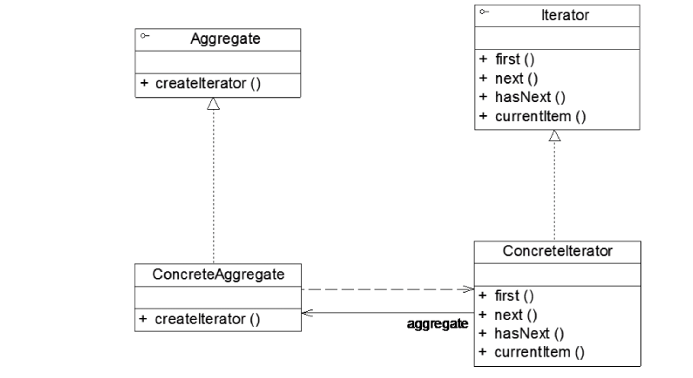 Aggregate
+ createIterator ()
Iterator
+ first ()
+ next ()
+ hasNext ()
+ currentItem ()
ConcreteAggregate
+ createIterator ()
aggregate
ConcreteIterator
+ first ()
+ next ()
+ hasNext ()
+ currentItem ()